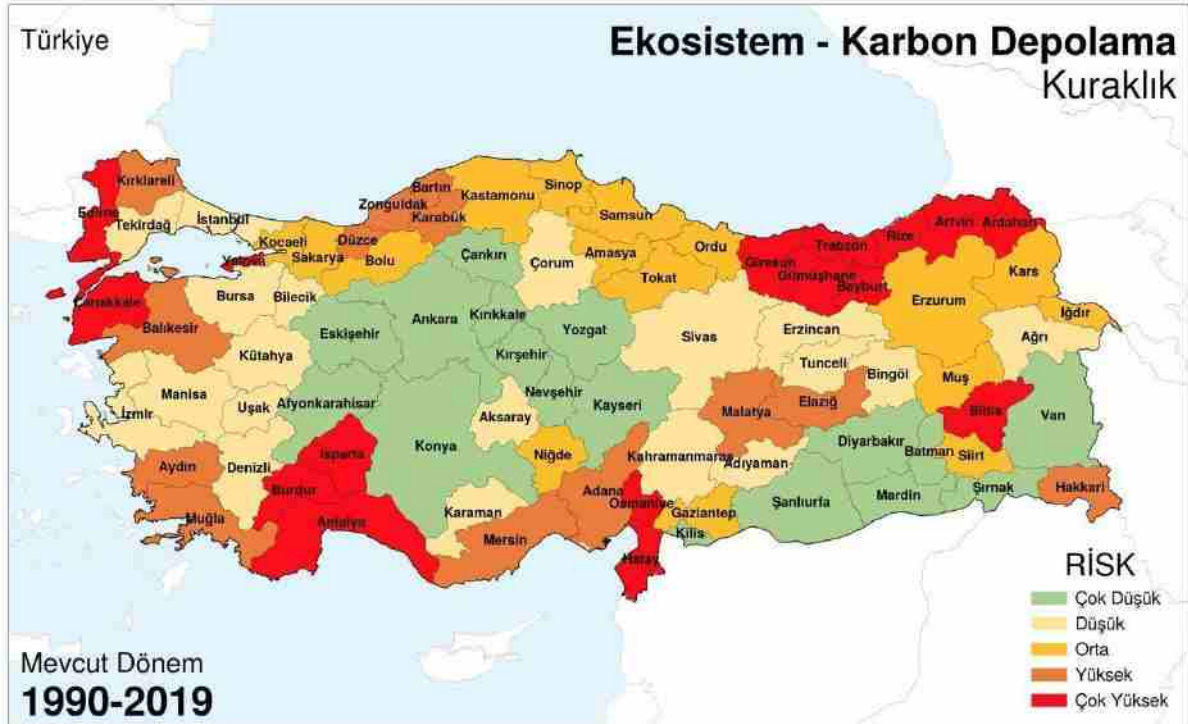 Türkiye
Ekosistem - Karbon Depolama
Kuraklık
Kırklareli
Edirne
Tekirdağ
İstanbul
Bartın
Zonguldak
Karabük
Kastamonu
Sinop
Samsun
Kocaeli
Yalova
Sakarya
Düzce
Bolu
Çankırı
Çorum
Amasya
Ordu
Tokat
Giresun
Trabzon
Rize
Artvin
Ardahan
Gümüşhane
Bayburt
Kars
Erzurum
Iğdır
Ağrı
Çanakkale
Balıkesir
Bursa
Bilecik
Eskişehir
Ankara
Kırıkkale
Yozgat
Kırşehir
Sivas
Erzincan
Tunceli
Bingöl
Muş
Kütahya
Manisa
İzmir
Uşak
Afyonkarahisar
Nevşehir
Aksaray
Kayseri
Malatya
Elazığ
Bitlis
Van
Diyarbakır
Batman
Siirt
Konya
Niğde
Kahramanmaraş
Adıyaman
Aydın
Denizli
Isparta
Burdur
Muğla
Antalya
Karaman
Mersin
Adana
Osmaniye
Gaziantep
Kilis
Hatay
Şanlıurfa
Mardin
Şırnak
Hakkari
RİSK
Çok Düşük
Düşük
Orta
Yüksek
Çok Yüksek
Mevcut Dönem
1990-2019